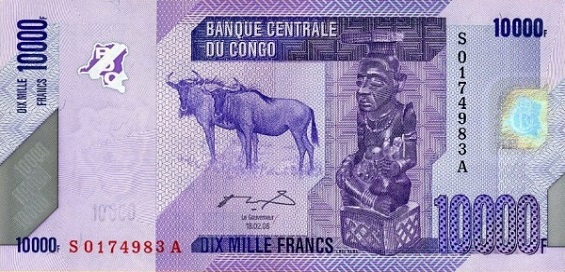 DIX MILLE FRANCS
10000F
BANQUE CENTRALE
DU CONGO
10000F
S0174983A
Le Gouverneur
18.02.06
10000F
S0174983A
DIX MILLE FRANCS
10000F
10000